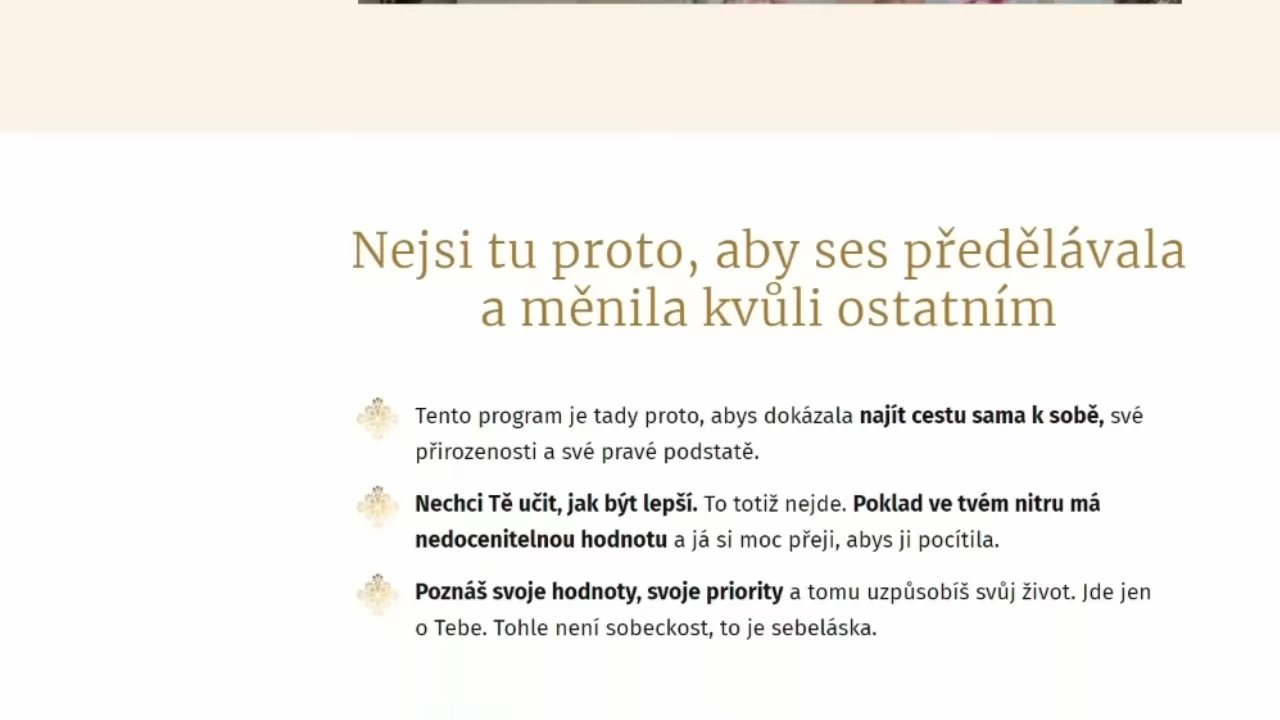 Nejsi tu proto, aby ses předělávala
a měnila kvůli ostatním
Tento program je tady proto, abys dokázala najít cestu sama k sobě, své
přirozenosti a své pravé podstatě.
Nechci Tě učit, jak být lepší. To totiž nejde. Poklad ve tvém nitru má
nedocenitelnou hodnotu a já si moc přeji, abys ji pocítila.
Poznáš svoje hodnoty, svoje priority a tomu uzpůsobíš svůj život. Jde jen
o Tebe. Tohle není sobeckost, to je sebeláska.